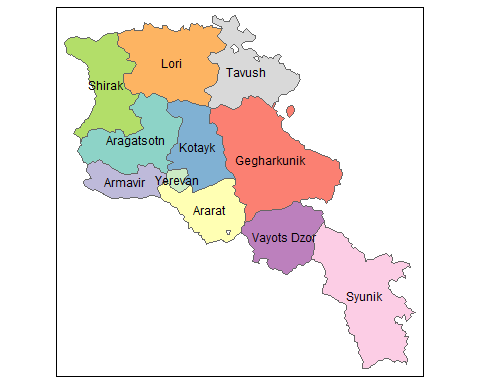 Lori
Tavush
Shirak
Aragatsotn
Kotayk
Gegharkunik
Armavir
Yerevan
Ararat
Vayots Dzor
Syunik